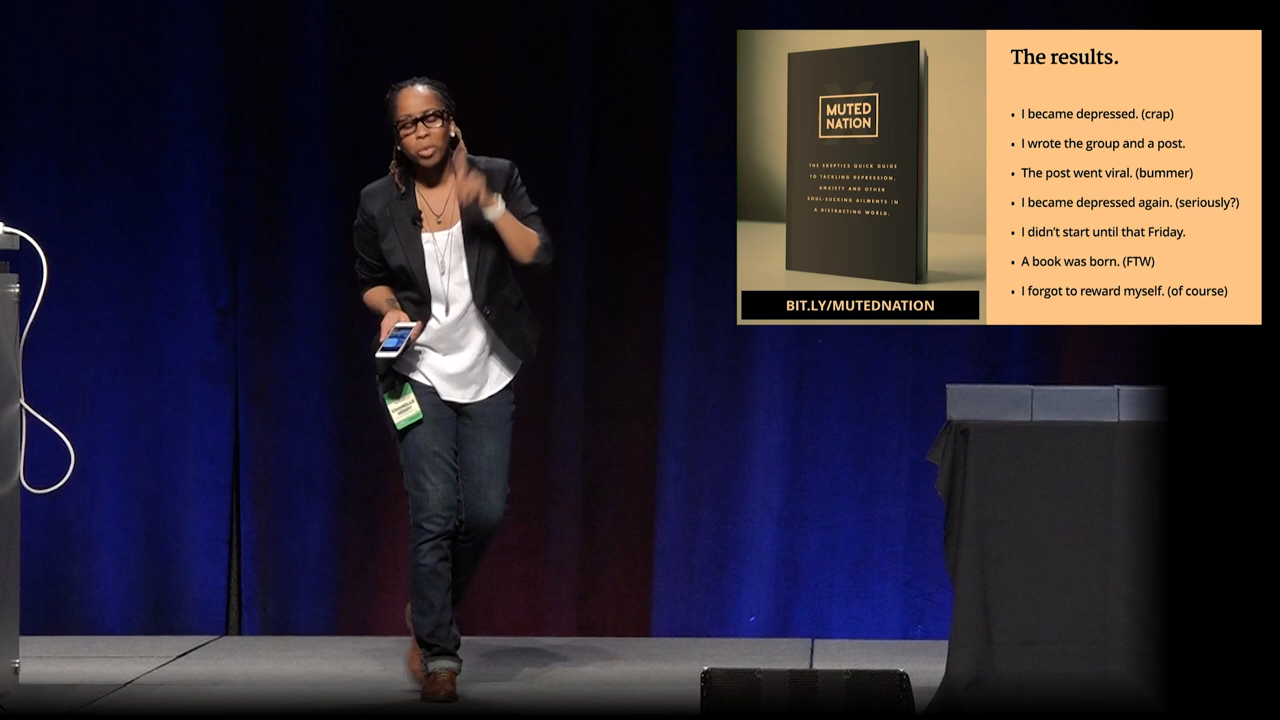 MUTED
NATION
THE SKEPTICS QUICK GUIDE
TO TACKLING DEPRESSION,
ANXIETY AND OTHER
SOUL-SUCKING AILMENTS IN
A DISTRACTING WORLD.
BIT.LY/MUTEDNATION
The results.
• I became depressed. (crap)
• I wrote the group and a post.
• The post went viral. (bummer)
• I became depressed again. (seriously?)
• I didn’t start until that Friday.
• A book was born. (FTW)
• I forgot to reward myself. (of course)